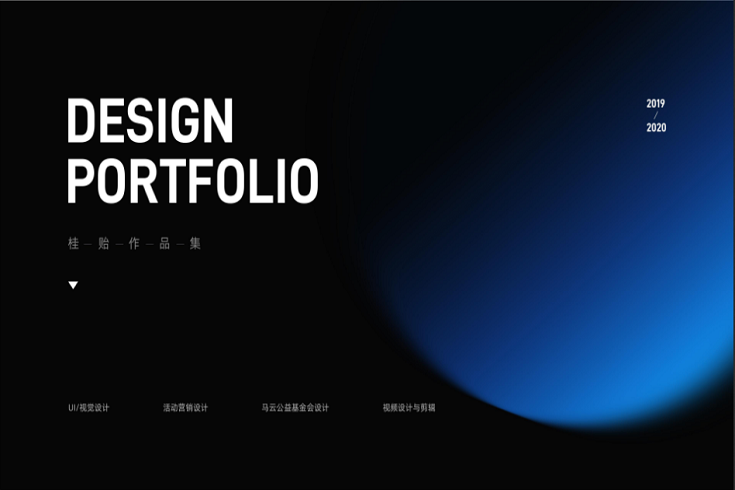 DESIGN
PORTFOLIO
2019
/
2020
桂 — 贻 — 作 — 品 — 集
UI/视觉设计
活动营销设计
马云公益基金会设计
视频设计与剪辑